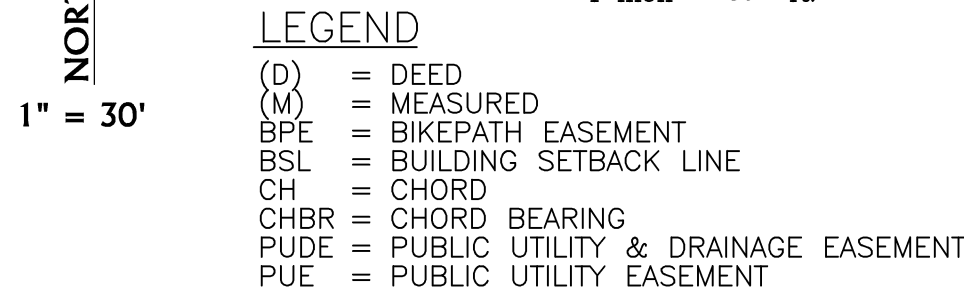 LEGEND
(D) = DEED
(M) = MEASURED
BPE = BIKEPATH EASEMENT
BSL = BUILDING SETBACK LINE
CH = CHORD
CHBR = CHORD BEARING
PUDE = PUBLIC UTILITY & DRAINAGE EASEMENT
PUE = PUBLIC UTILITY EASEMENT
1" = 30'